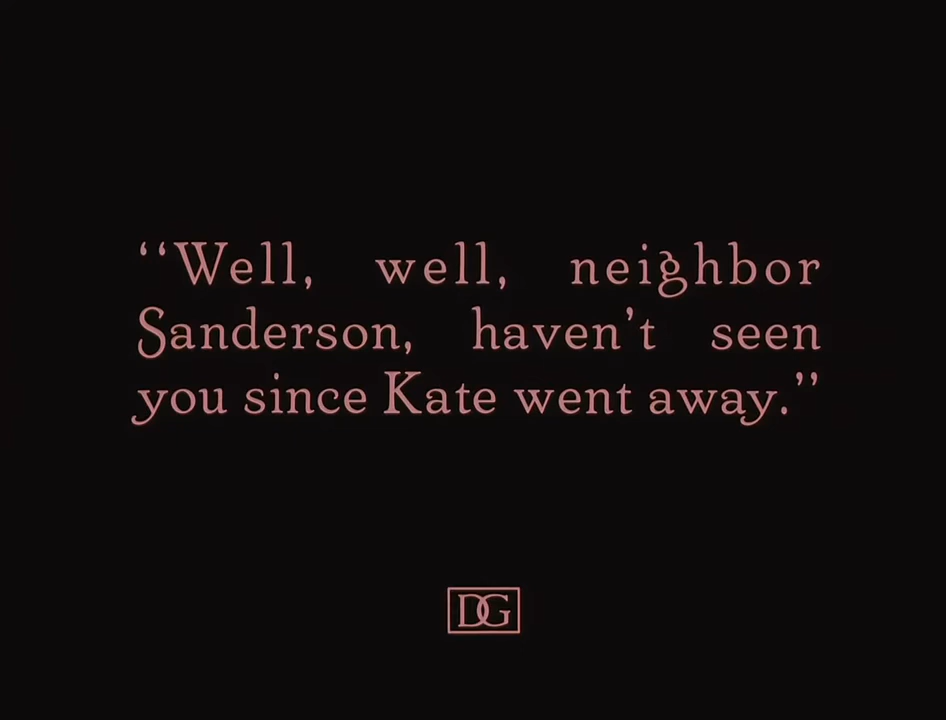 ‘‘Well, well, neighbor
Sanderson, haven’t seen
you since Kate went away.’’
DG